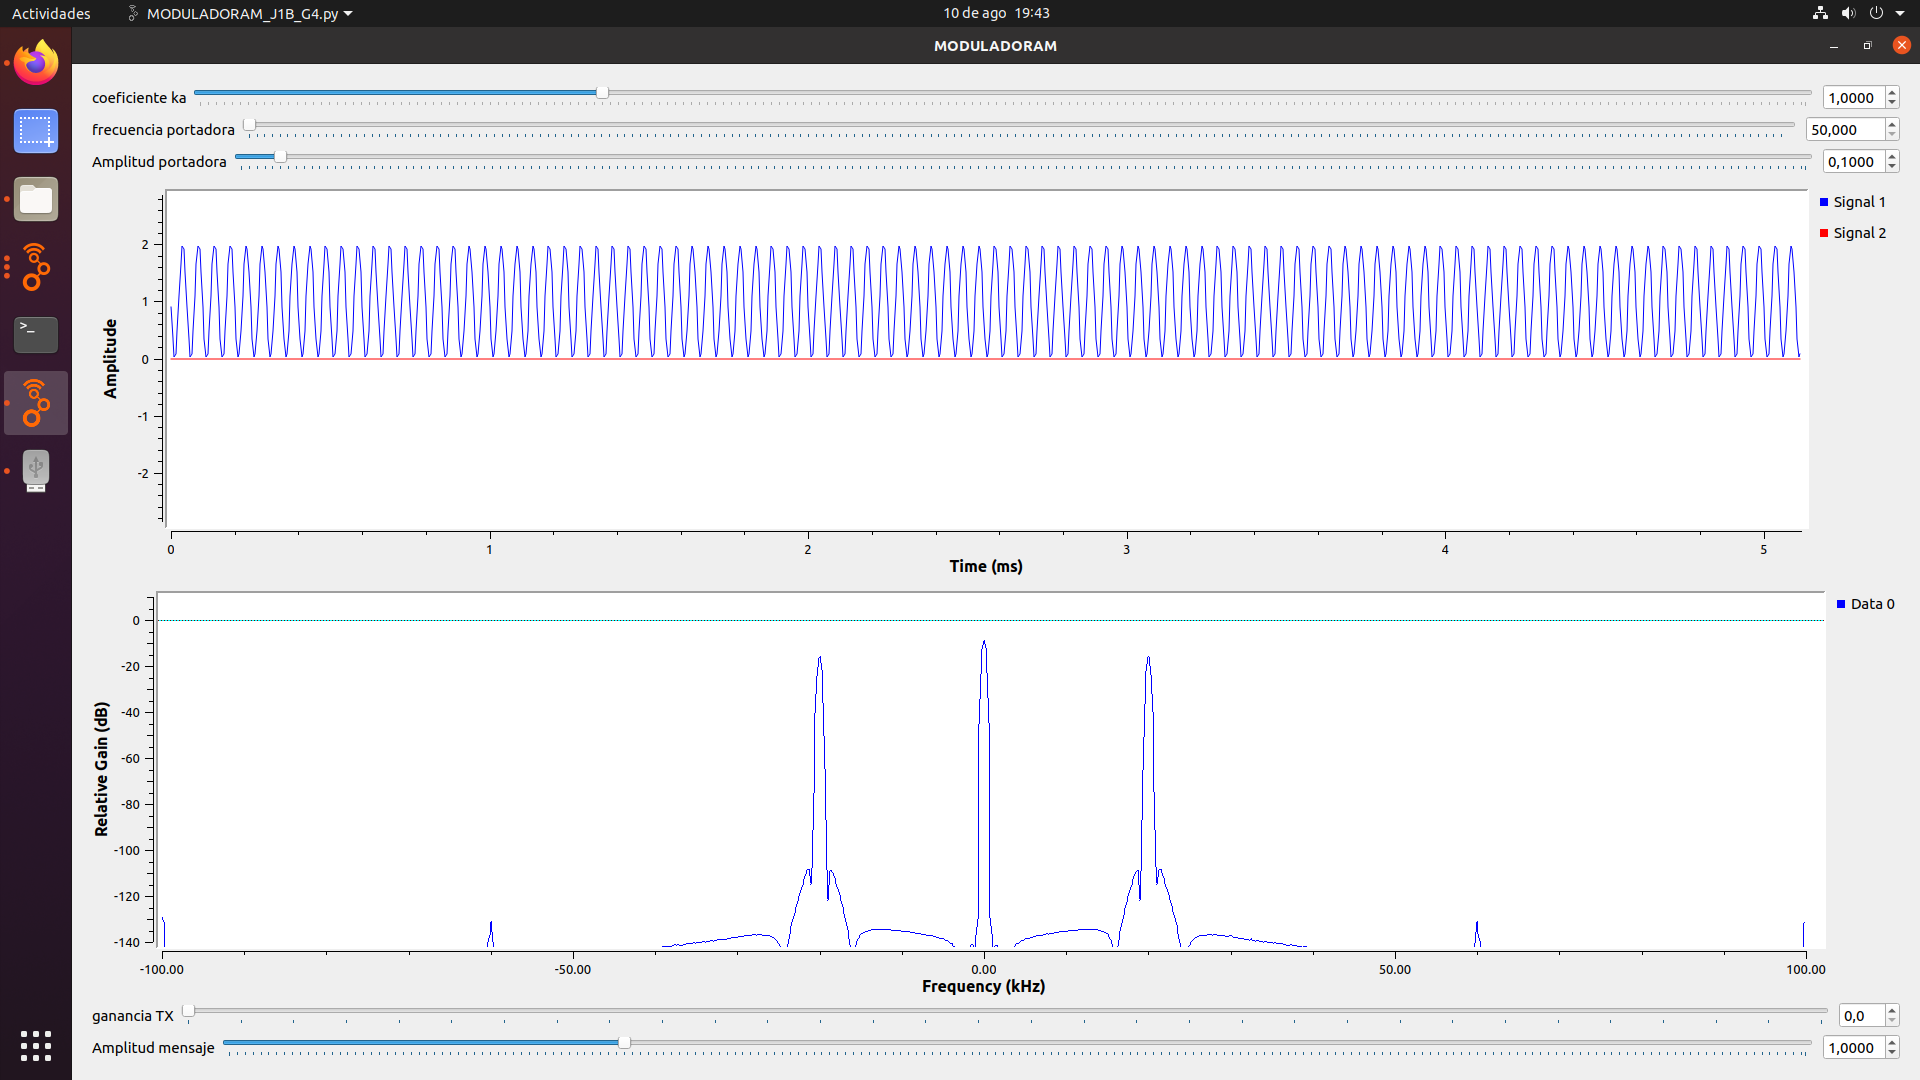 Actividades MODULADORAM_J1B_G4.py 10 de ago 19:43
MODULADORAM
coeficiente ka 1,0000
frecuencia portadora 50,000
Amplitud portadora 0,1000
Signal 1
Signal 2
2
1
0
-1
-2
Amplitude
0 1 2 3 4 5
Time (ms)
Data 0
0
-20
-40
-60
-80
-100
-120
-140
Relative Gain (dB)
-100.00 -50.00 0.00 50.00 100.00
Frequency (kHz)
ganancia TX 0,0
Amplitud mensaje 1,0000
>_